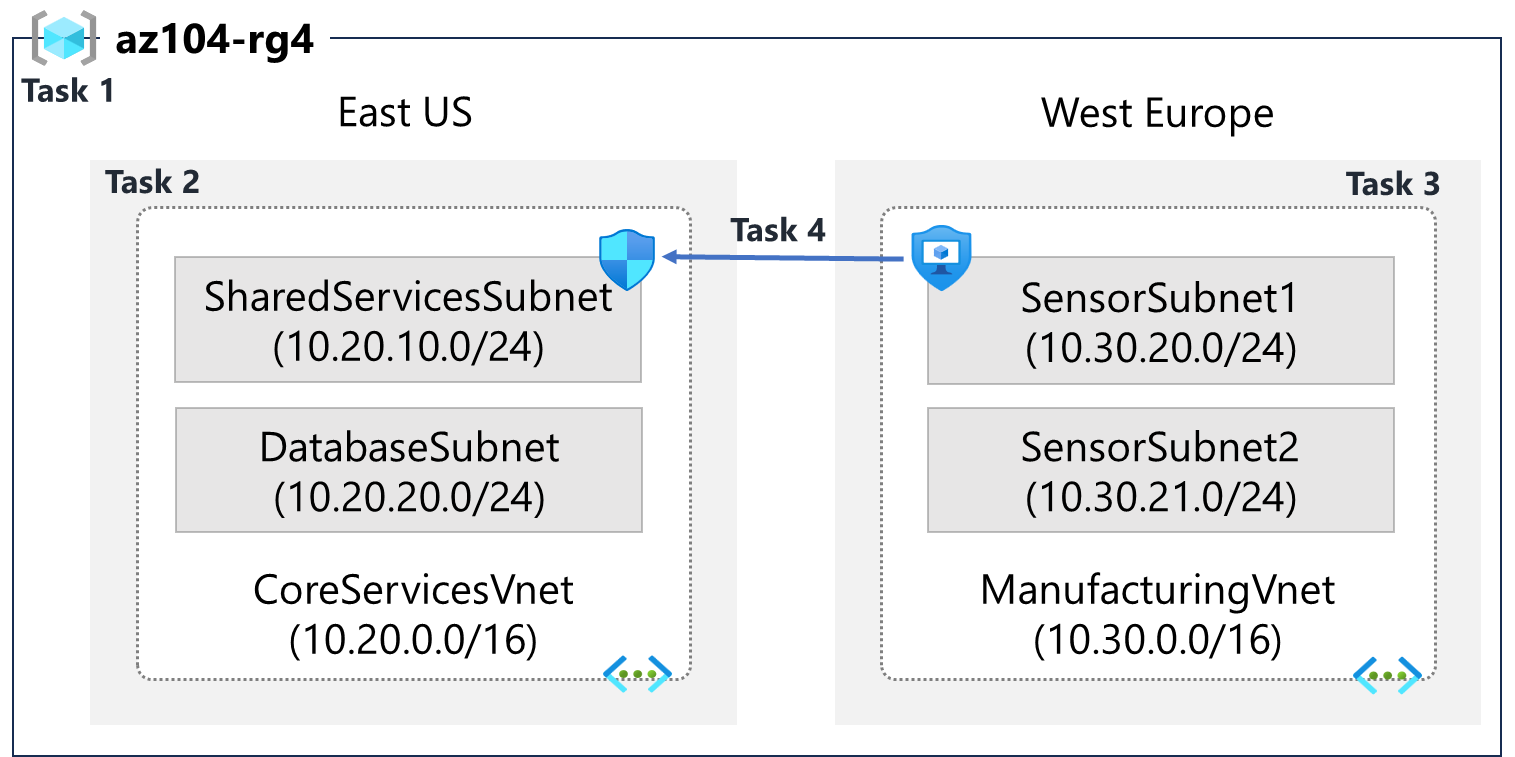 az104-rg4
Task 1
East US
West Europe
Task 2
Task 3
Task 4
SharedServicesSubnet
(10.20.10.0/24)
SensorSubnet1
(10.30.20.0/24)
DatabaseSubnet
(10.20.20.0/24)
SensorSubnet2
(10.30.21.0/24)
CoreServicesVnet
(10.20.0.0/16)
ManufacturingVnet
(10.30.0.0/16)